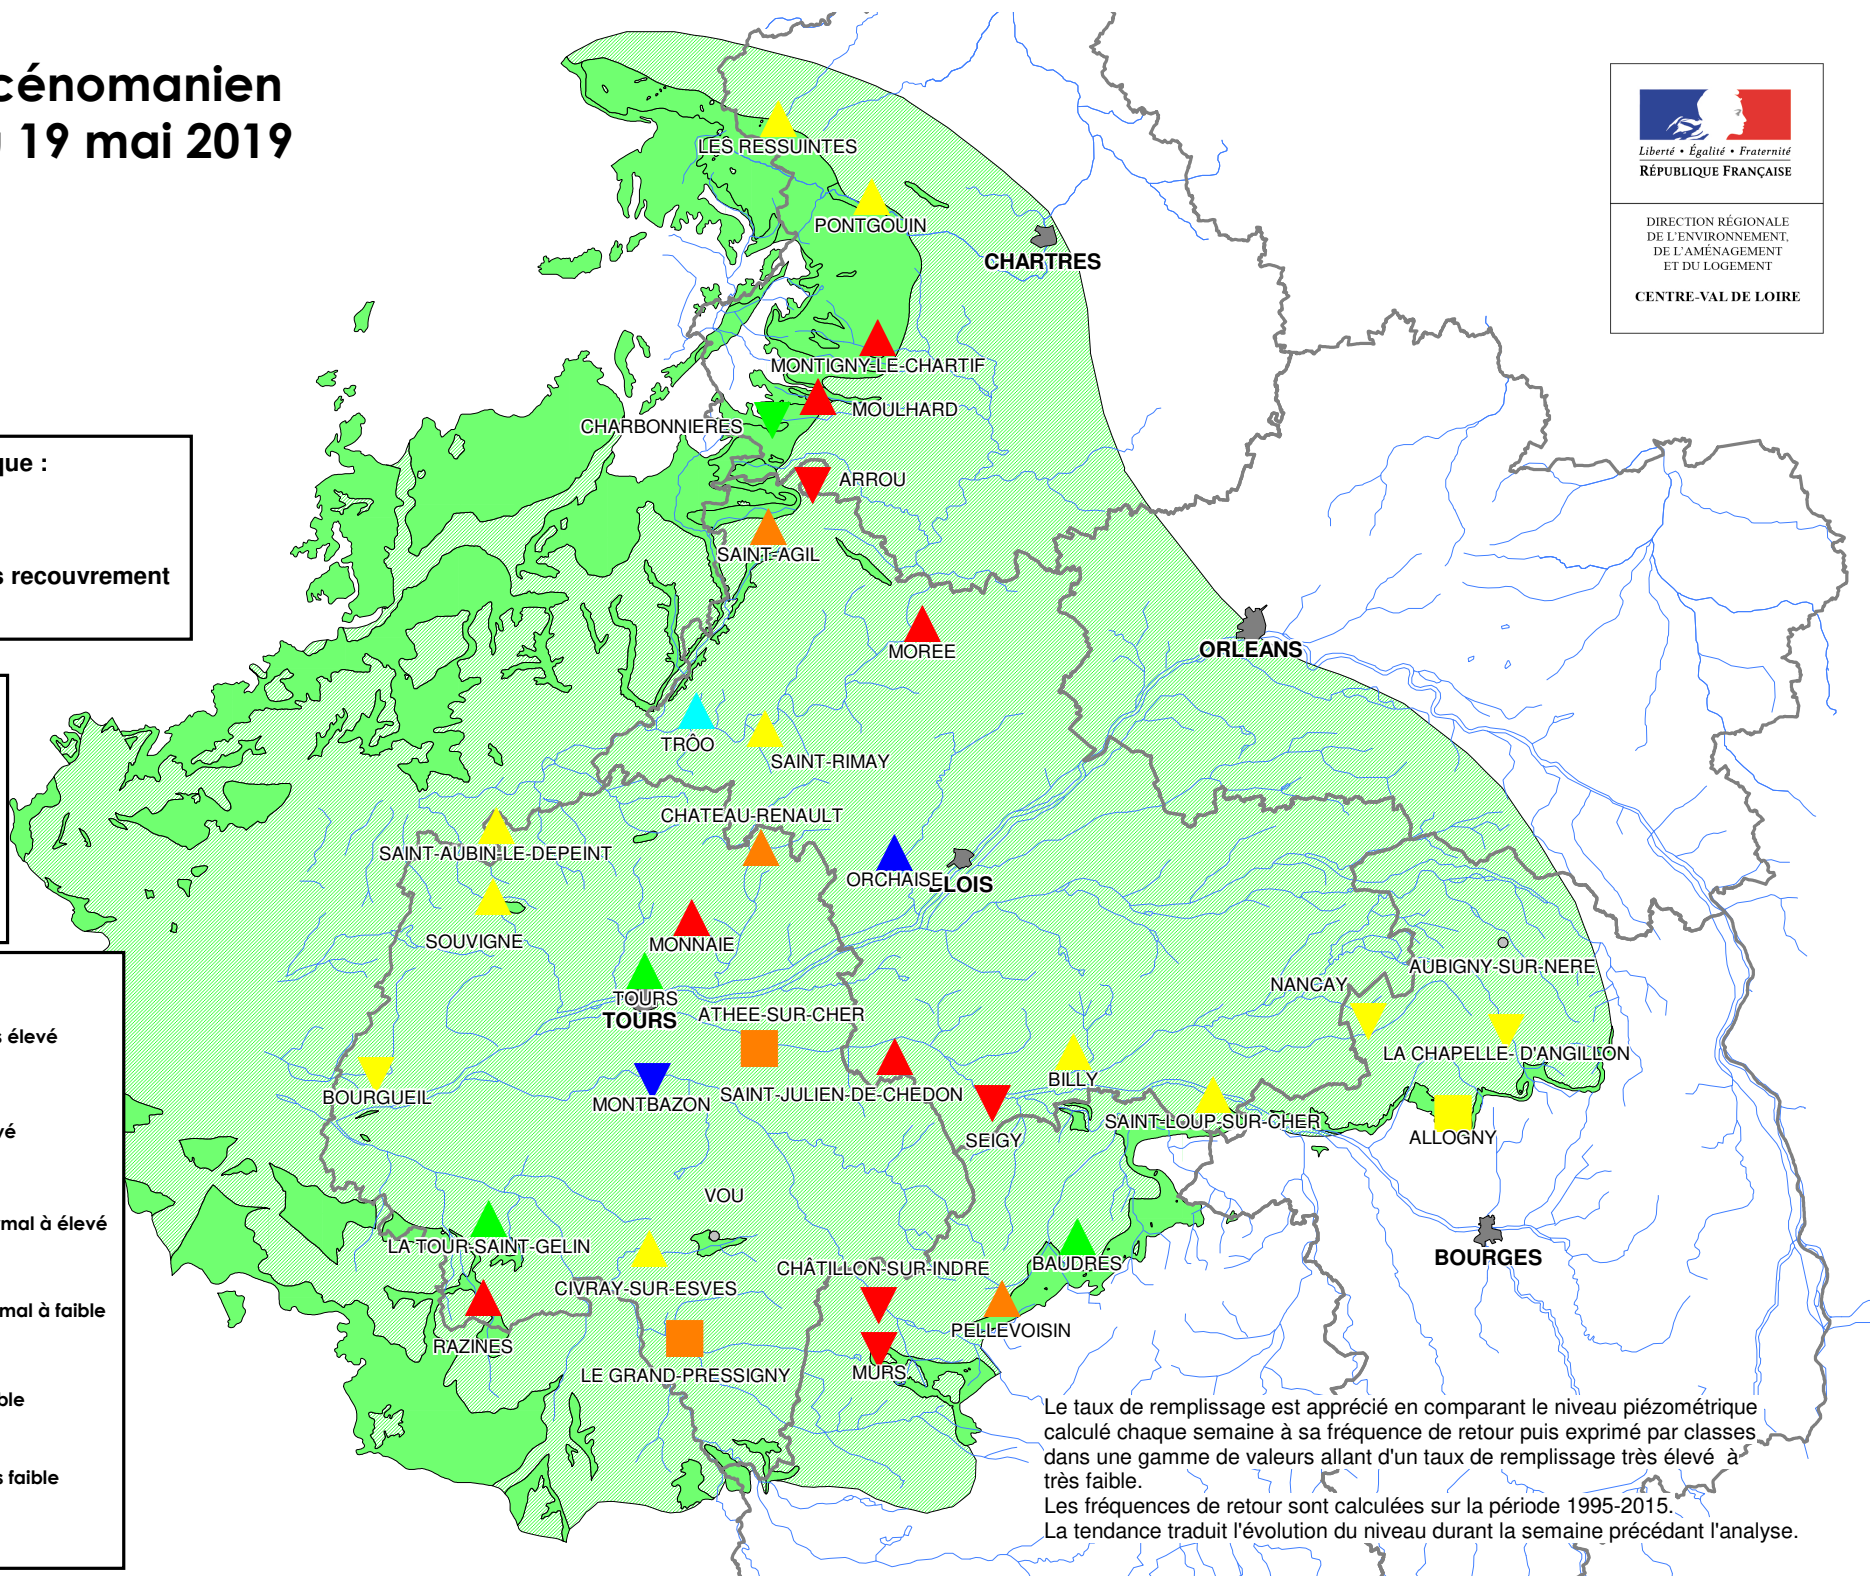 cénomanien
19 mai 2019
Liberté • Égalité • Fraternité
RÉPUBLIQUE FRANÇAISE
DIRECTION RÉGIONALE
DE L'ENVIRONNEMENT,
DE L'AMÉNAGEMENT
ET DU LOGEMENT
CENTRE-VAL DE LOIRE
LES RESSUINTES
PONTGOUIN
CHARTRES
MONTIGNY-LE-CHARTIF
MOULHARD
CHARBONNIERES
que :
ARROU
SAINT-AGIL
s recouvrement
MOREE
ORLEANS
TRÔO
SAINT-RIMAY
CHATEAU-RENAULT
SAINT-AUBIN-LE-DEPEINT
ORCHAISE
BLOIS
SOUVIGNE
MONNAIE
AUBIGNY-SUR-NERE
NANCAY
TOURS
TOURS
ATHEE-SUR-CHER
s élevé
LA CHAPELLE- D'ANGILLON
BILLY
BOURGUEIL
MONTBAZON
SAINT-JULIEN-DE-CHEDON
SAINT-LOUP-SUR-CHER
vé
SEIGY
ALLOGNY
VOU
rmal à élevé
LA TOUR-SAINT-GELIN
BOURGES
BAUDRES
CHÂTILLON-SUR-INDRE
CIVRAY-SUR-ESVES
mal à faible
PELLEVOISIN
RAZINES
MURS
LE GRAND-PRESSIGNY
ble
s faible
Le taux de remplissage est apprécié en comparant le niveau piézométrique
calculé chaque semaine à sa fréquence de retour puis exprimé par classes
dans une gamme de valeurs allant d'un taux de remplissage très élevé à
très faible.
Les fréquences de retour sont calculées sur la période 1995-2015.
La tendance traduit l'évolution du niveau durant la semaine précédant l'analyse.